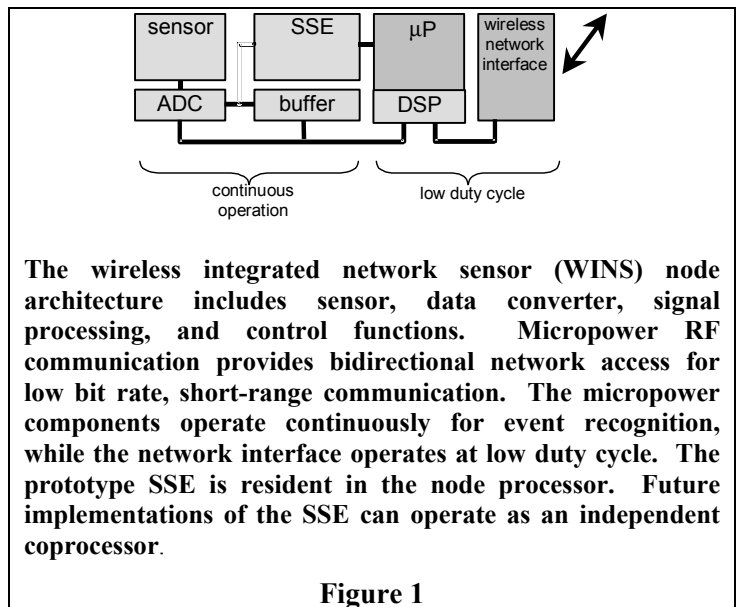 sensor SSE μP wireless network interface
ADC buffer DSP
continuous operation
low duty cycle
The wireless integrated network sensor (WINS) node
architecture includes sensor, data converter, signal
processing, and control functions. Micropower RF
communication provides bidirectional network access for
low bit rate, short-range communication. The micropower
components operate continuously for event recognition,
while the network interface operates at low duty cycle. The
prototype SSE is resident in the node processor. Future
implementations of the SSE can operate as an independent
coprocessor.
Figure 1